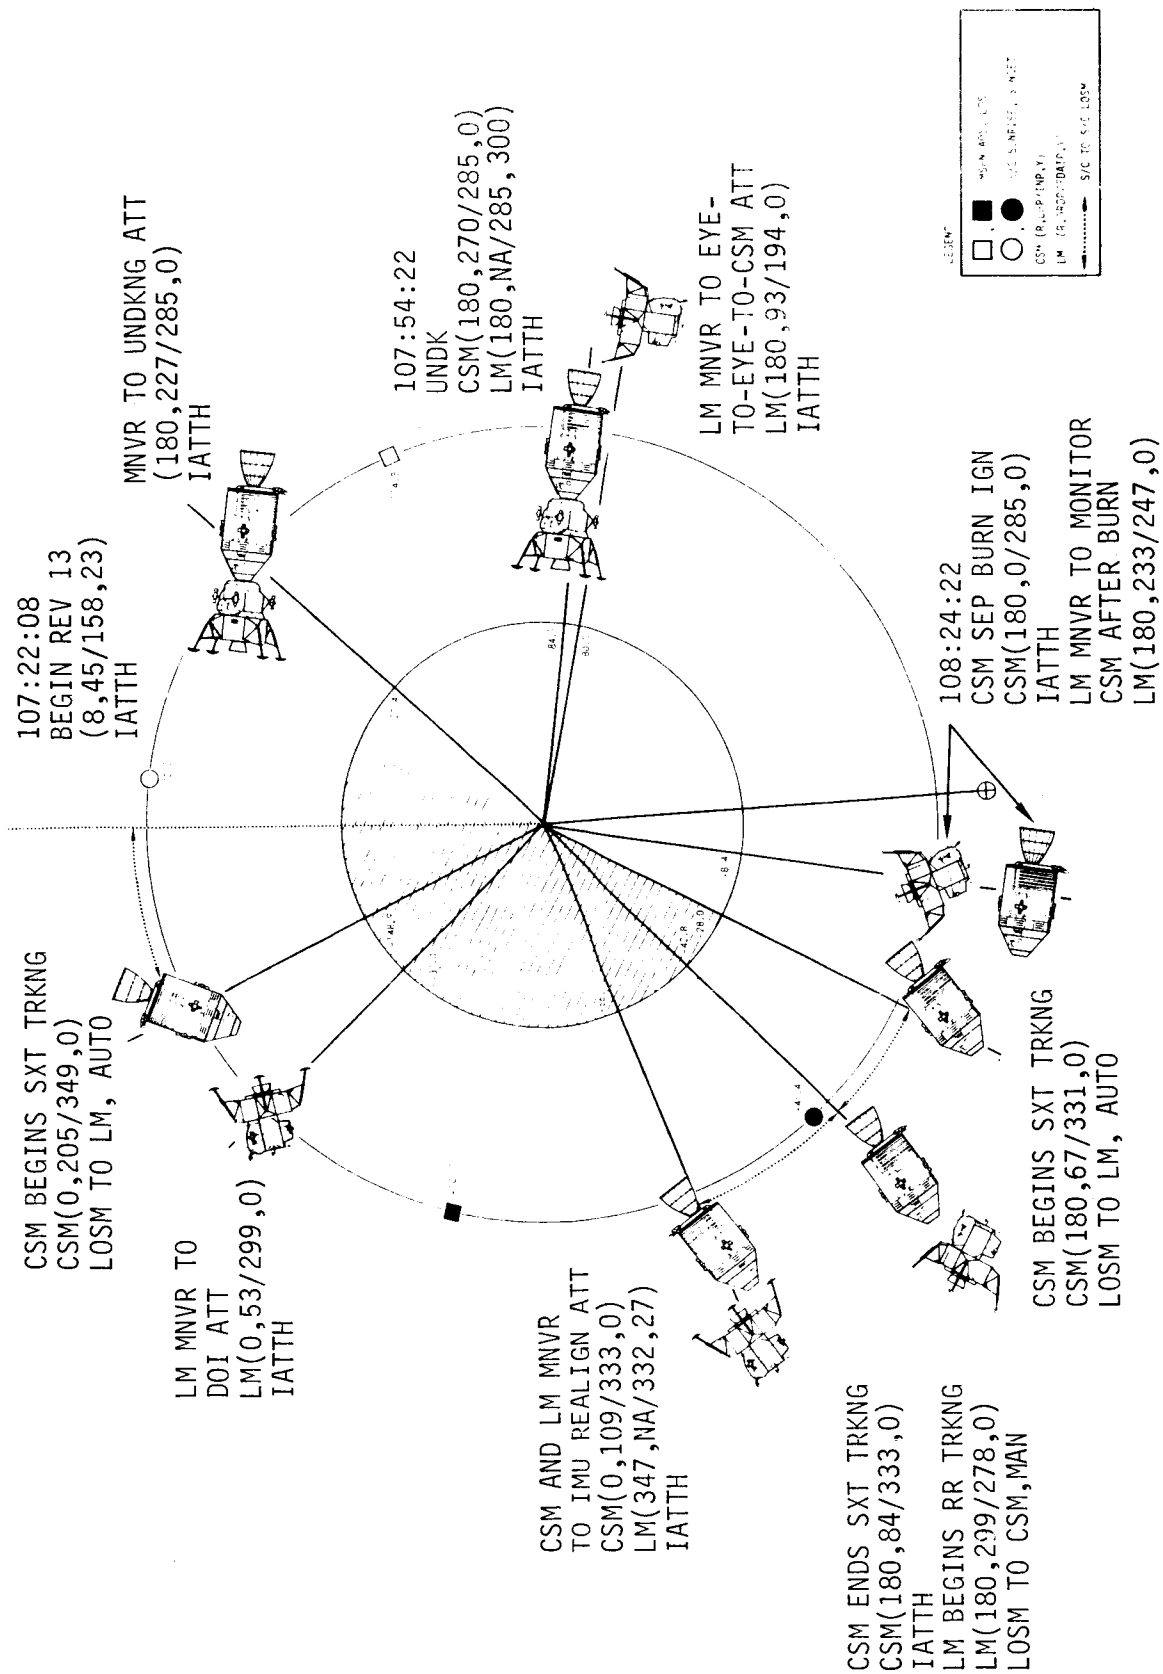 107:22:08
BEGIN REV 13
(8,45/158,23)
IATTH
MNVR TO UNDKNG ATT
(180,227/285,0)
IATTH
107:54:22
UNDK
CSM(180,270/285,0)
LM(180,NA/285,300)
IATTH
LM MNVR TO EYE-
TO-EYE-TO-CSM ATT
LM(180,93/194,0)
IATTH
108:24:22
CSM SEP BURN IGN
CSM(180,0/285,0)
IATTH
LM MNVR TO MONITOR
CSM AFTER BURN
LM(180,233/247,0)
CSM BEGINS SXT TRKNG
CSM(180,67/331,0)
LOSM TO LM, AUTO
CSM ENDS SXT TRKNG
CSM(180,84/333,0)
IATTH
LM BEGINS RR TRKNG
LM(180,299/278,0)
LOSM TO CSM,MAN
CSM AND LM MNVR
TO IMU REALIGN ATT
CSM(0,109/333,0)
LM(347,NA/332,27)
IATTH
LM MNVR TO
DOI ATT
LM(0,53/299,0)
IATTH
CSM BEGINS SXT TRKNG
CSM(0,205/349,0)
LOSM TO LM, AUTO
S/C TO S/C LOSM